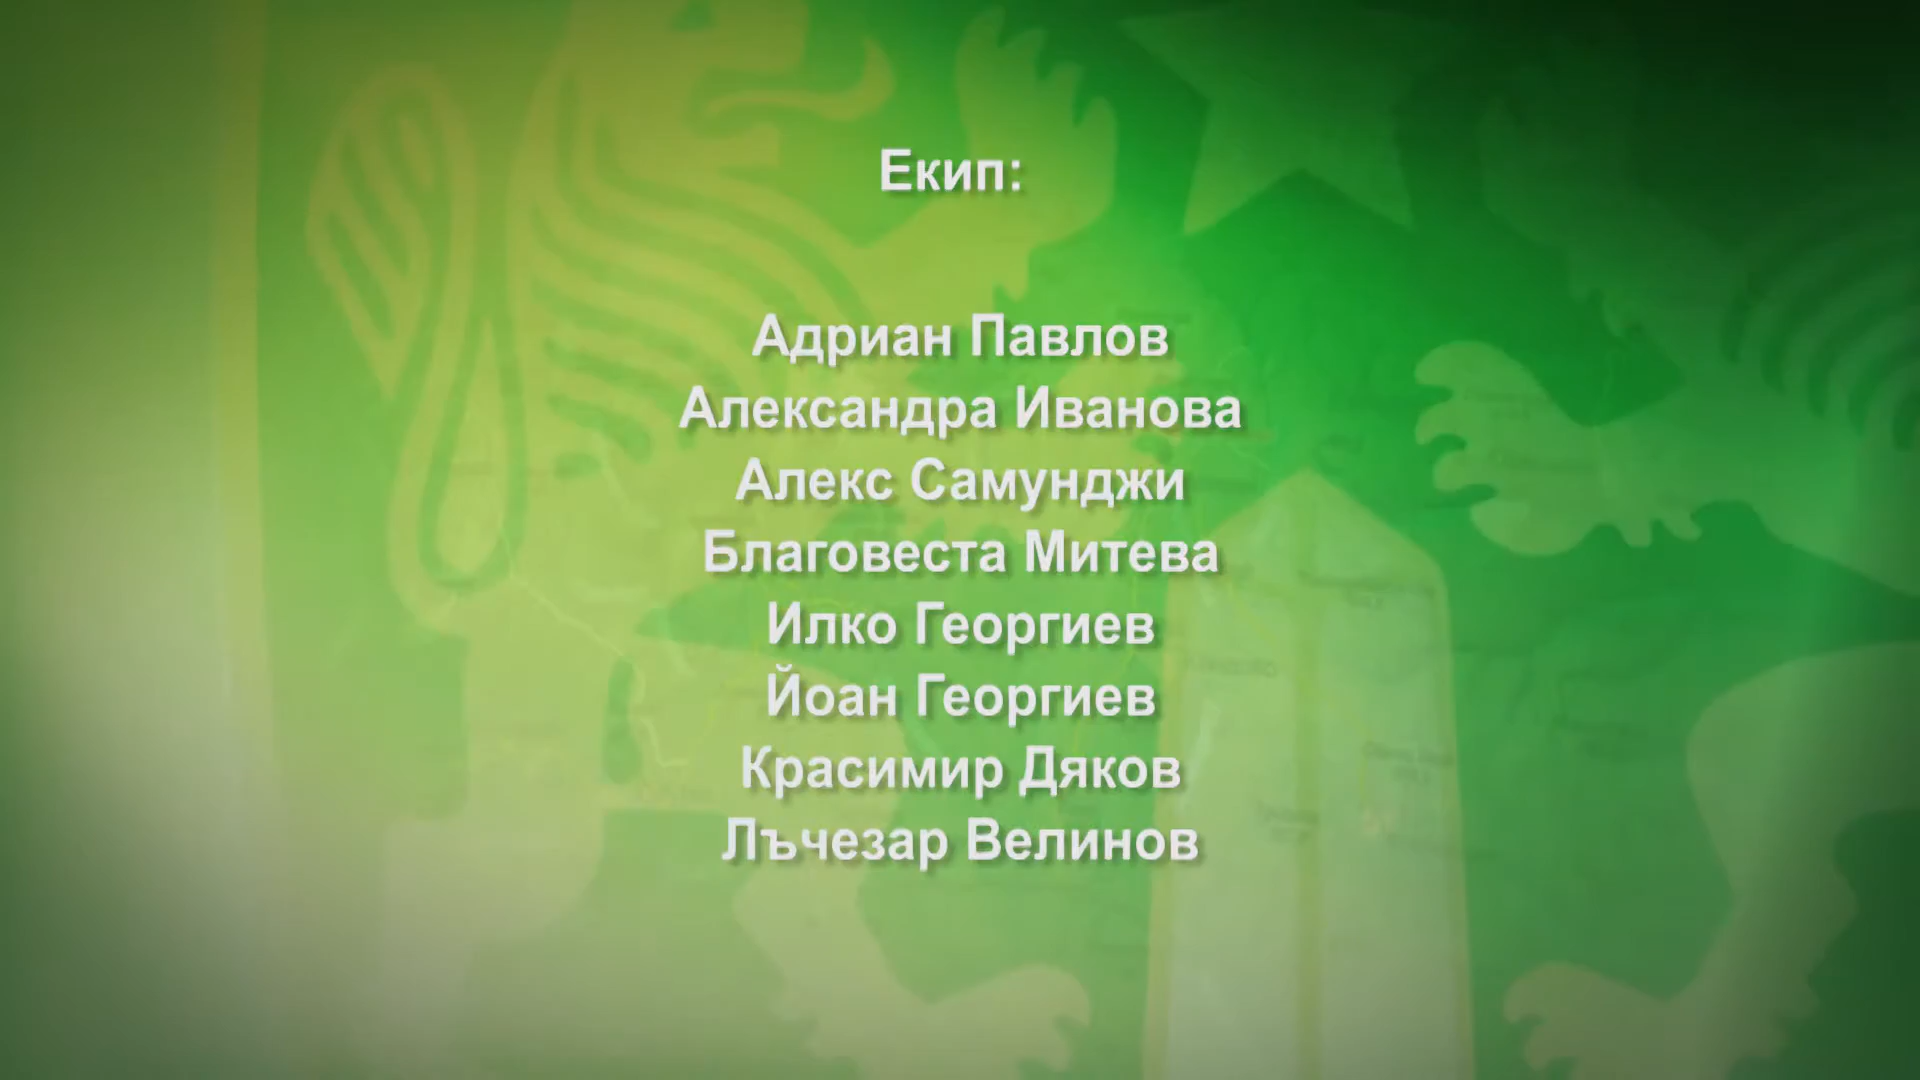 Екип:
Адриан Павлов
Александра Иванова
Алекс Самунджи
Благовеста Митева
Илко Георгиев
Йоан Георгиев
Красимир Дяков
Лъчезар Велинов